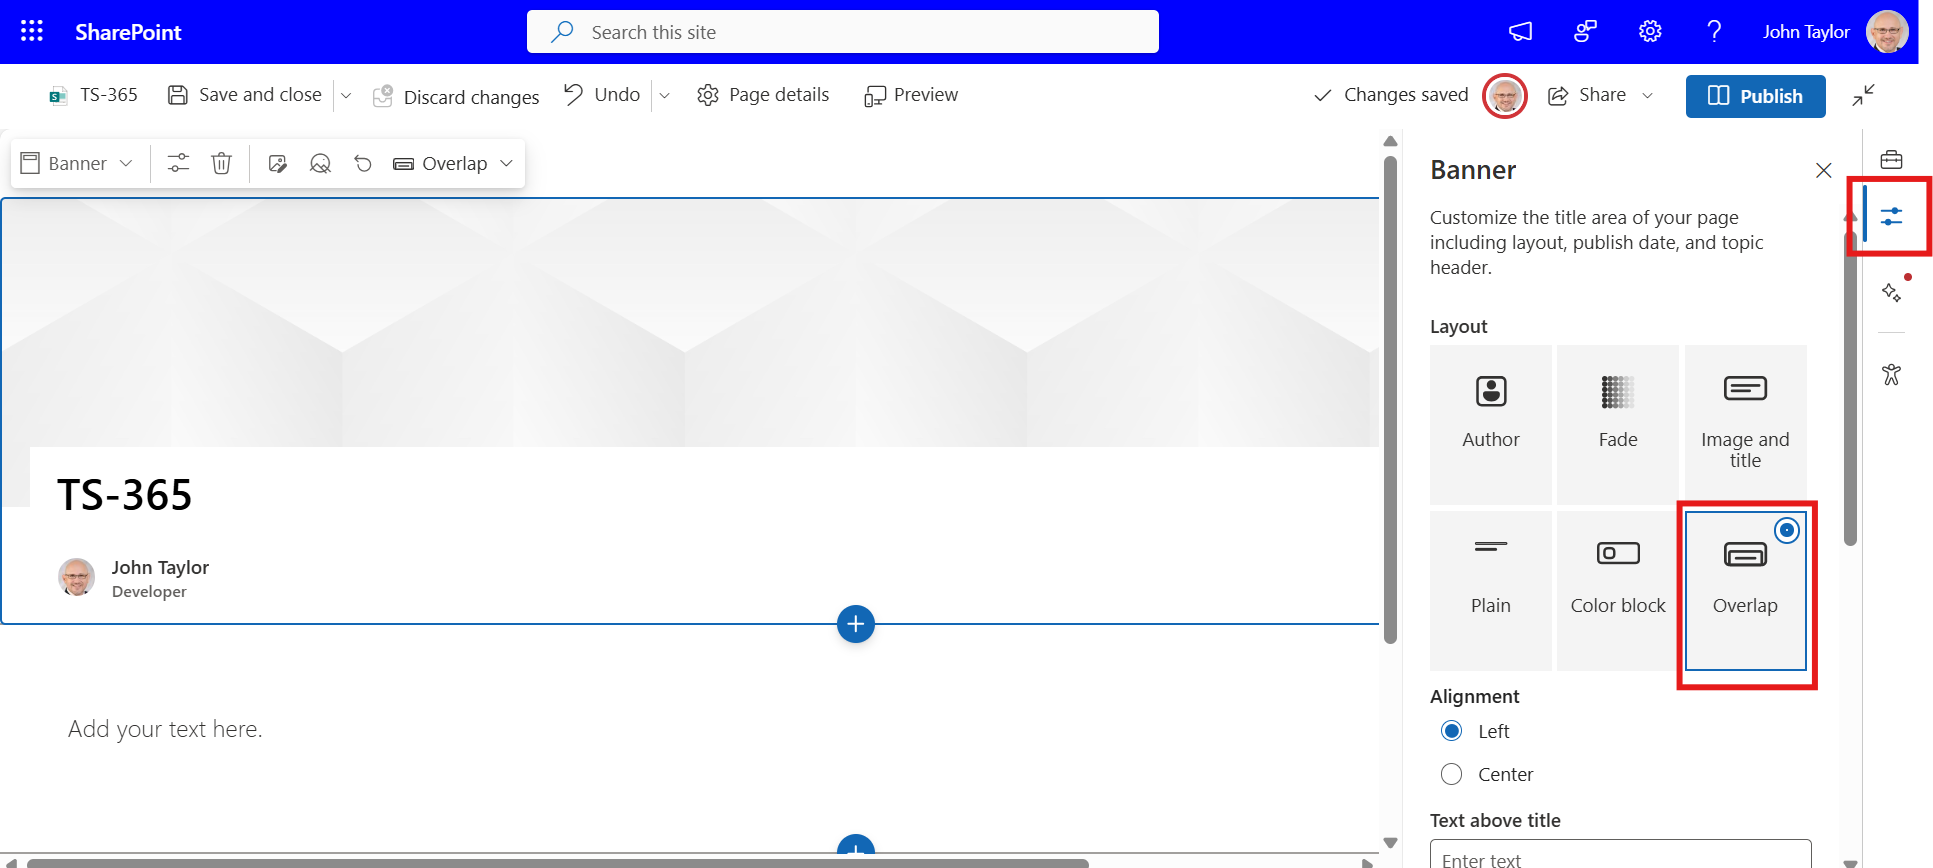 SharePoint
Search this site
John Taylor
TS-365
Save and close
Discard changes
Undo
Page details
Preview
Changes saved
Share
Publish
Banner
Overlap
TS-365
John Taylor
Developer
Add your text here.
Banner
Customize the title area of your page
including layout, publish date, and topic
header.
Layout
Author
Fade
Image and
title
Plain
Color block
Overlap
Alignment
Left
Center
Text above title
Enter text